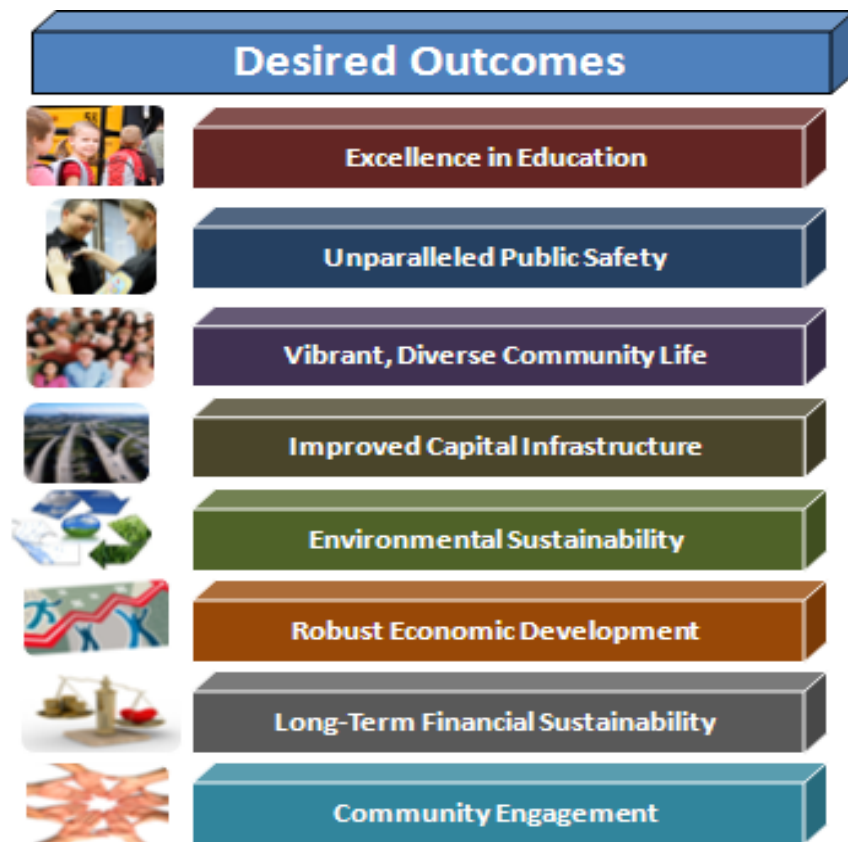 Desired Outcomes
Excellence in Education
Unparalleled Public Safety
Vibrant, Diverse Community Life
Improved Capital Infrastructure
Environmental Sustainability
Robust Economic Development
Long-Term Financial Sustainability
Community Engagement